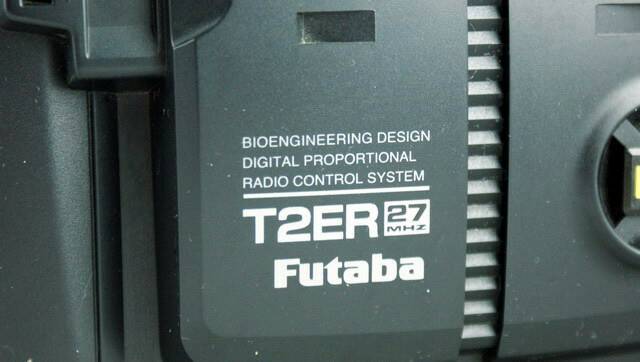 BIOENGINEERING DESIGN
DIGITAL PROPORTIONAL
RADIO CONTROL SYSTEM
T2ER 27 MHZ
Futaba